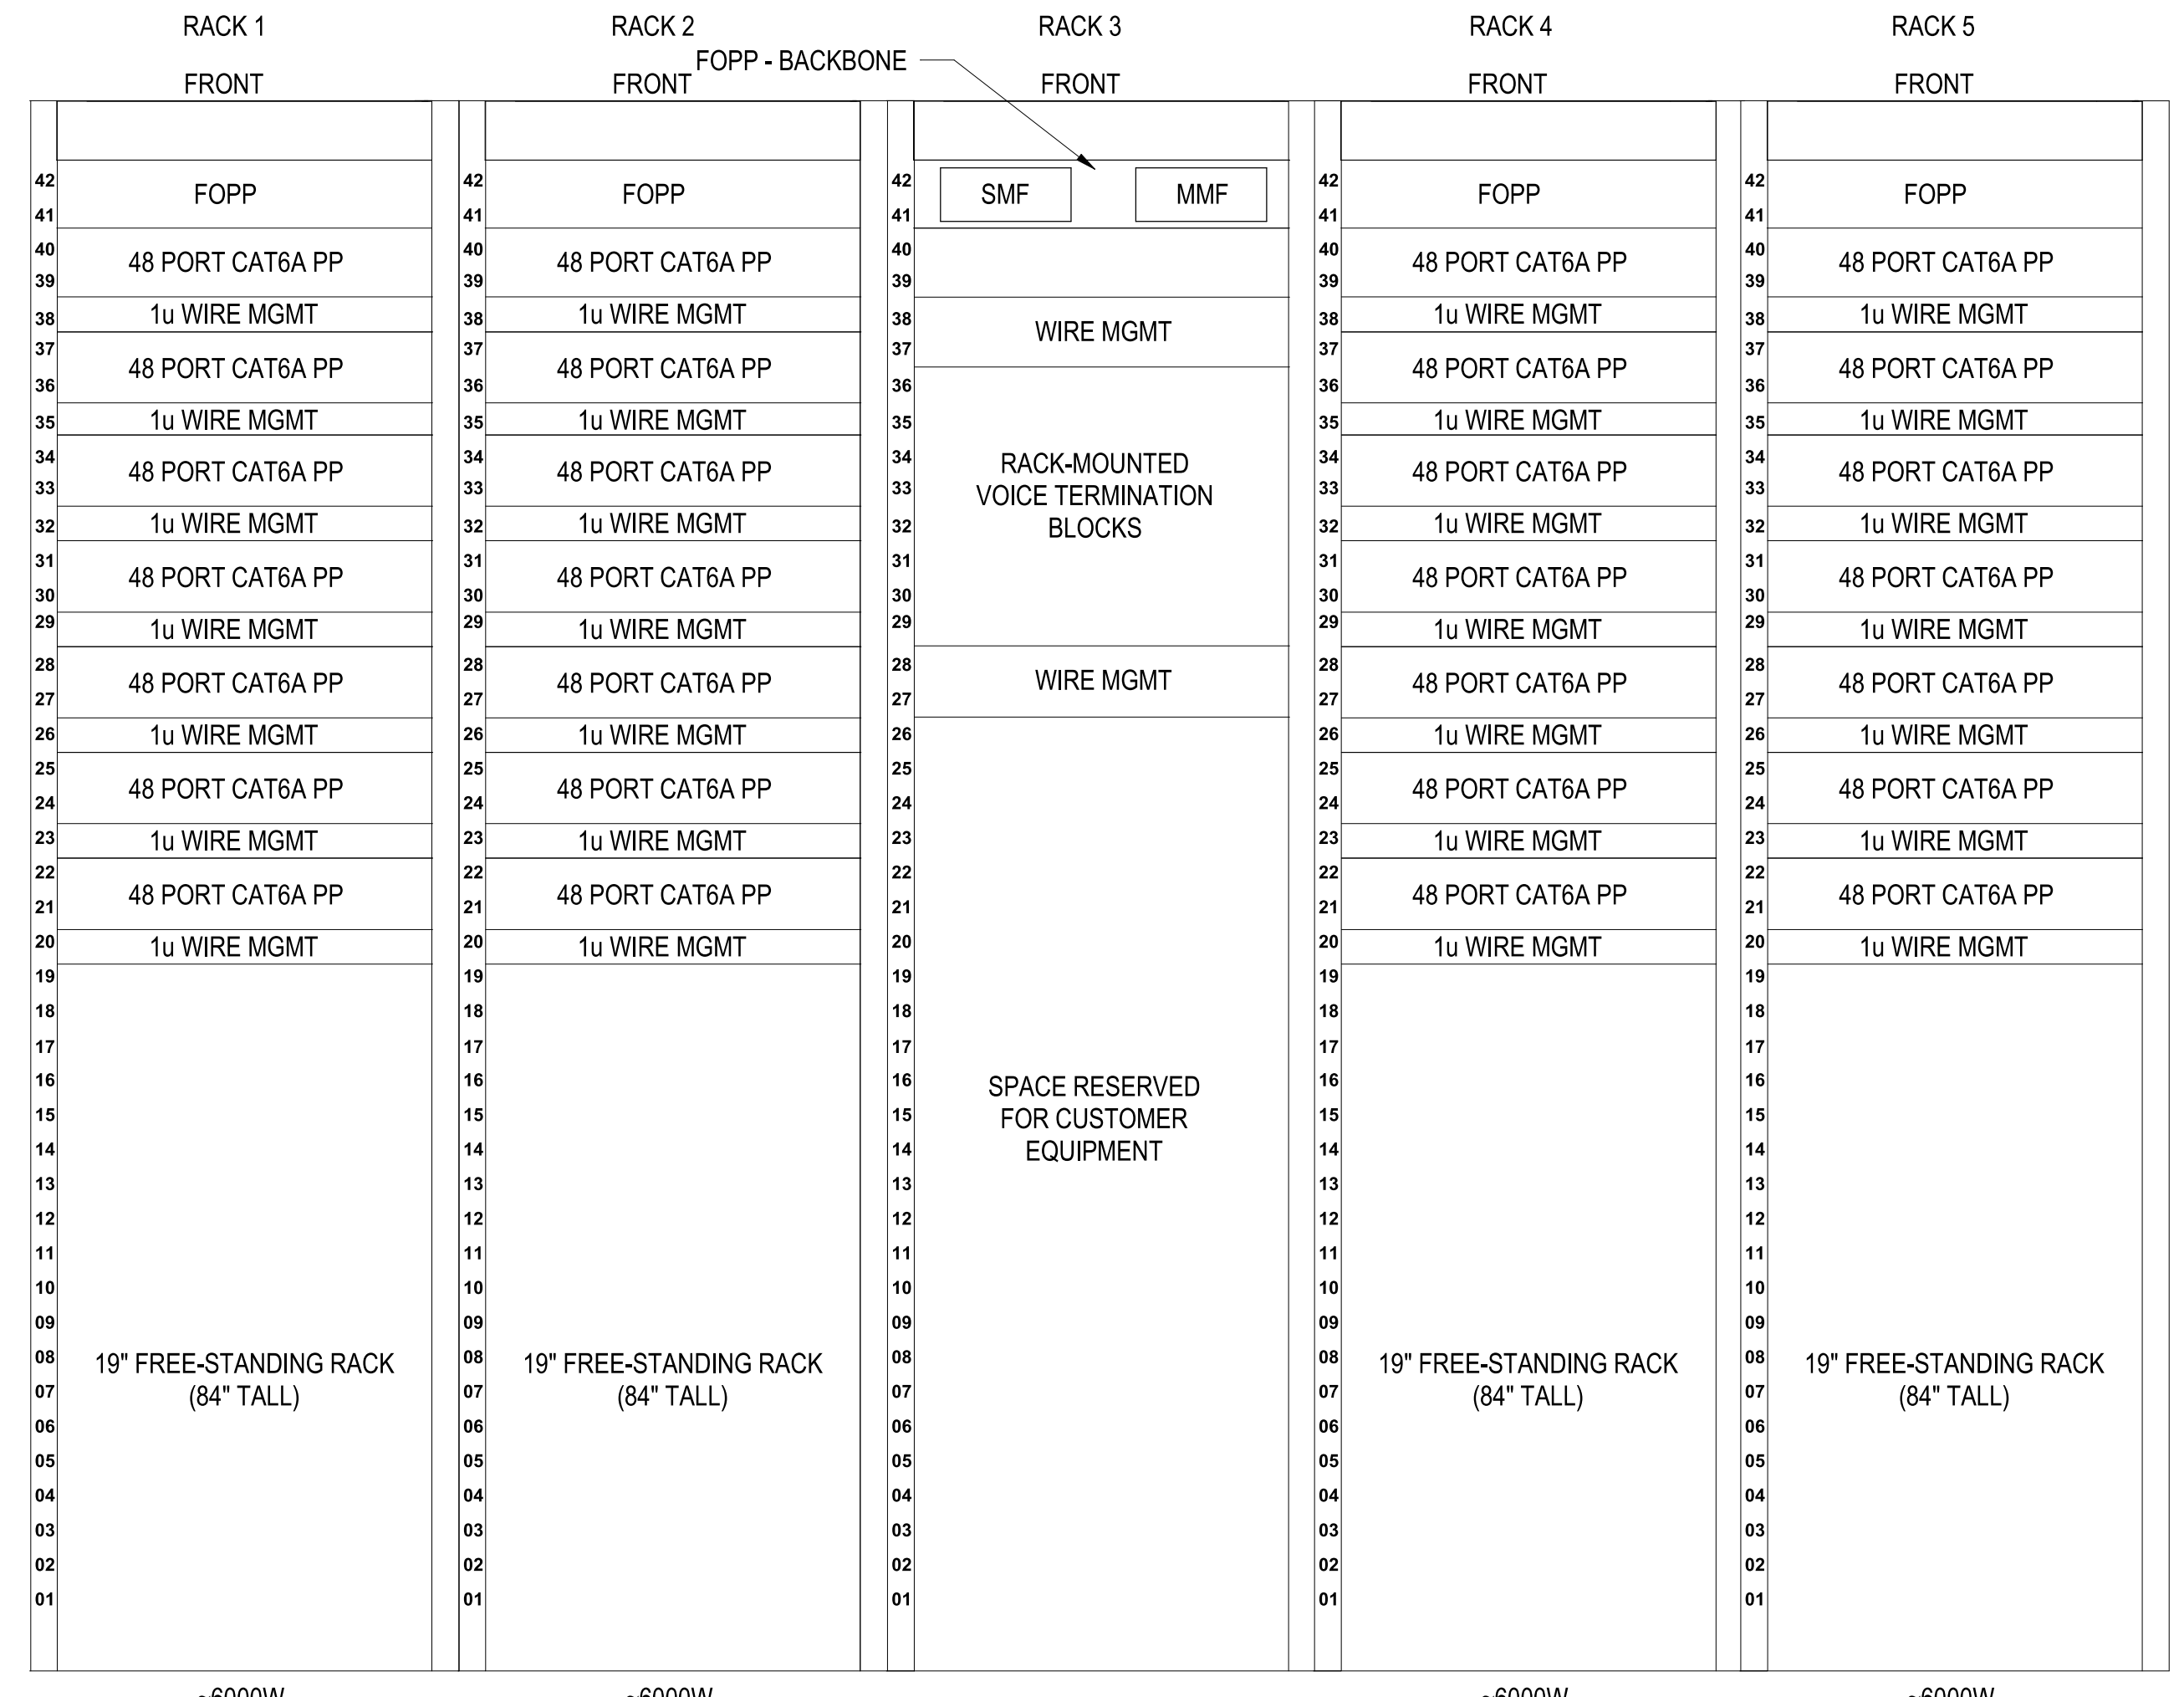 RACK 1
RACK 2
RACK 3
RACK 4
RACK 5
FOPP - BACKBONE
FRONT
FRONT
FRONT
FRONT
FRONT
42
FOPP
41
40
48 PORT CAT6A PP
39
38
1u WIRE MGMT
37
48 PORT CAT6A PP
36
35
1u WIRE MGMT
34
48 PORT CAT6A PP
33
32
1u WIRE MGMT
31
48 PORT CAT6A PP
30
29
1u WIRE MGMT
28
48 PORT CAT6A PP
27
26
1u WIRE MGMT
25
48 PORT CAT6A PP
24
23
1u WIRE MGMT
22
48 PORT CAT6A PP
21
20
1u WIRE MGMT
19
18
17
16
15
14
13
12
11
10
09
08
19" FREE-STANDING RACK
07
(84" TALL)
06
05
04
03
02
01
~6000W
42
FOPP
41
40
48 PORT CAT6A PP
39
38
1u WIRE MGMT
37
48 PORT CAT6A PP
36
35
1u WIRE MGMT
34
48 PORT CAT6A PP
33
32
1u WIRE MGMT
31
48 PORT CAT6A PP
30
29
1u WIRE MGMT
28
48 PORT CAT6A PP
27
26
1u WIRE MGMT
25
48 PORT CAT6A PP
24
23
1u WIRE MGMT
22
48 PORT CAT6A PP
21
20
1u WIRE MGMT
19
18
17
16
15
14
13
12
11
10
09
08
19" FREE-STANDING RACK
07
(84" TALL)
06
05
04
03
02
01
~6000W
42
SMF
MMF
41
40
39
38
WIRE MGMT
37
36
35
34
RACK-MOUNTED
33
VOICE TERMINATION
32
BLOCKS
31
30
29
28
WIRE MGMT
27
26
25
24
23
22
21
20
19
18
17
16
SPACE RESERVED
15
FOR CUSTOMER
14
EQUIPMENT
13
12
11
10
09
08
07
06
05
04
03
02
01
42
FOPP
41
40
48 PORT CAT6A PP
39
38
1u WIRE MGMT
37
48 PORT CAT6A PP
36
35
1u WIRE MGMT
34
48 PORT CAT6A PP
33
32
1u WIRE MGMT
31
48 PORT CAT6A PP
30
29
1u WIRE MGMT
28
48 PORT CAT6A PP
27
26
1u WIRE MGMT
25
48 PORT CAT6A PP
24
23
1u WIRE MGMT
22
48 PORT CAT6A PP
21
20
1u WIRE MGMT
19
18
17
16
15
14
13
12
11
10
09
08
19" FREE-STANDING RACK
07
(84" TALL)
06
05
04
03
02
01
~6000W
42
FOPP
41
40
48 PORT CAT6A PP
39
38
1u WIRE MGMT
37
48 PORT CAT6A PP
36
35
1u WIRE MGMT
34
48 PORT CAT6A PP
33
32
1u WIRE MGMT
31
48 PORT CAT6A PP
30
29
1u WIRE MGMT
28
48 PORT CAT6A PP
27
26
1u WIRE MGMT
25
48 PORT CAT6A PP
24
23
1u WIRE MGMT
22
48 PORT CAT6A PP
21
20
1u WIRE MGMT
19
18
17
16
15
14
13
12
11
10
09
08
19" FREE-STANDING RACK
07
(84" TALL)
06
05
04
03
02
01
~6000W